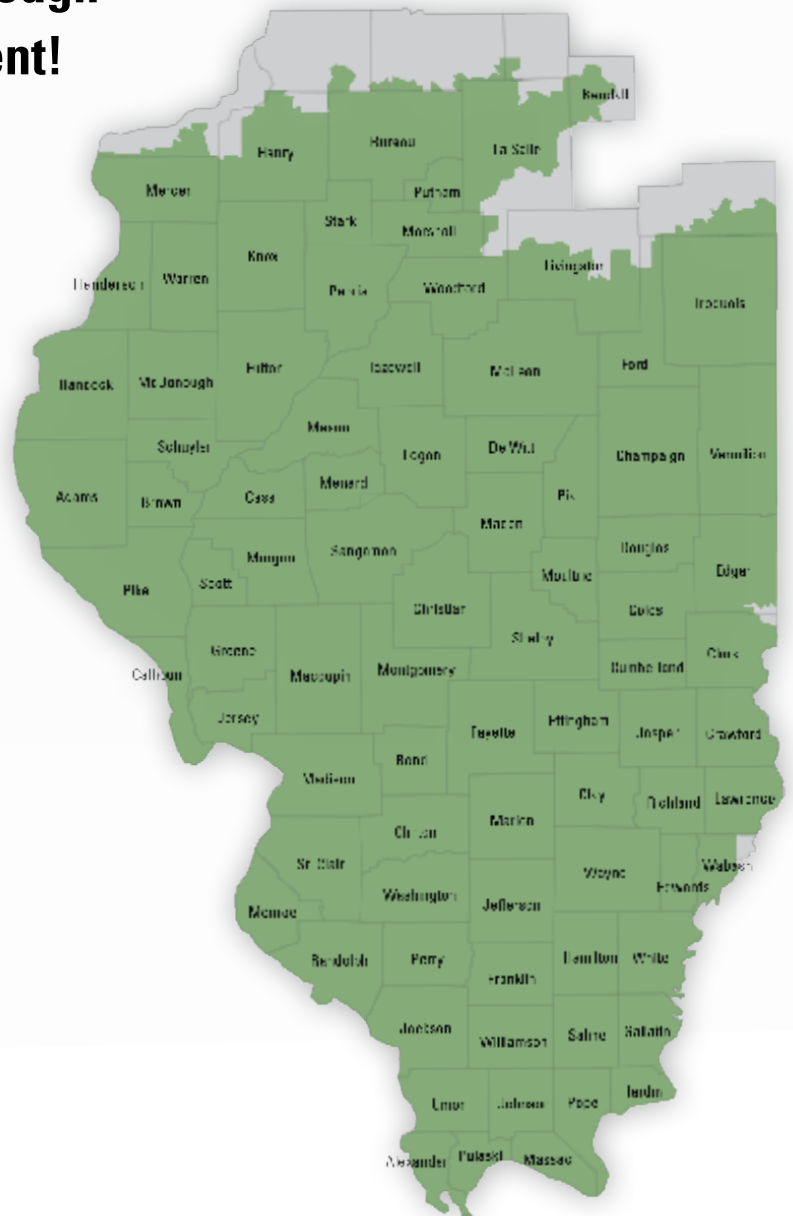 ough
ent!
Kendall
Henry
Bureau
La Salle
Mercer
Putnam
Stark
Marshall
Knox
Henderson
Warren
Peoria
Woodford
Livingston
Iroquois
Hancock
McDonough
Fulton
Tazewell
McLean
Ford
Mason
Schuyler
Logan
De Witt
Champaign
Vermilion
Adams
Brown
Cass
Menard
Macon
Sangamon
Morgan
Scott
Pike
Douglas
Moultrie
Edgar
Christian
Coles
Shelby
Greene
Calhoun
Macoupin
Montgomery
Cumberland
Clark
Jersey
Fayette
Effingham
Jasper
Crawford
Bond
Madison
Clay
Richland
Lawrence
Clinton
Marion
St. Clair
Wayne
Wabash
Washington
Edwards
Jefferson
Monroe
Randolph
Perry
Franklin
Hamilton
White
Jackson
Williamson
Saline
Gallatin
Union
Johnson
Pope
Hardin
Alexander
Pulaski
Massac